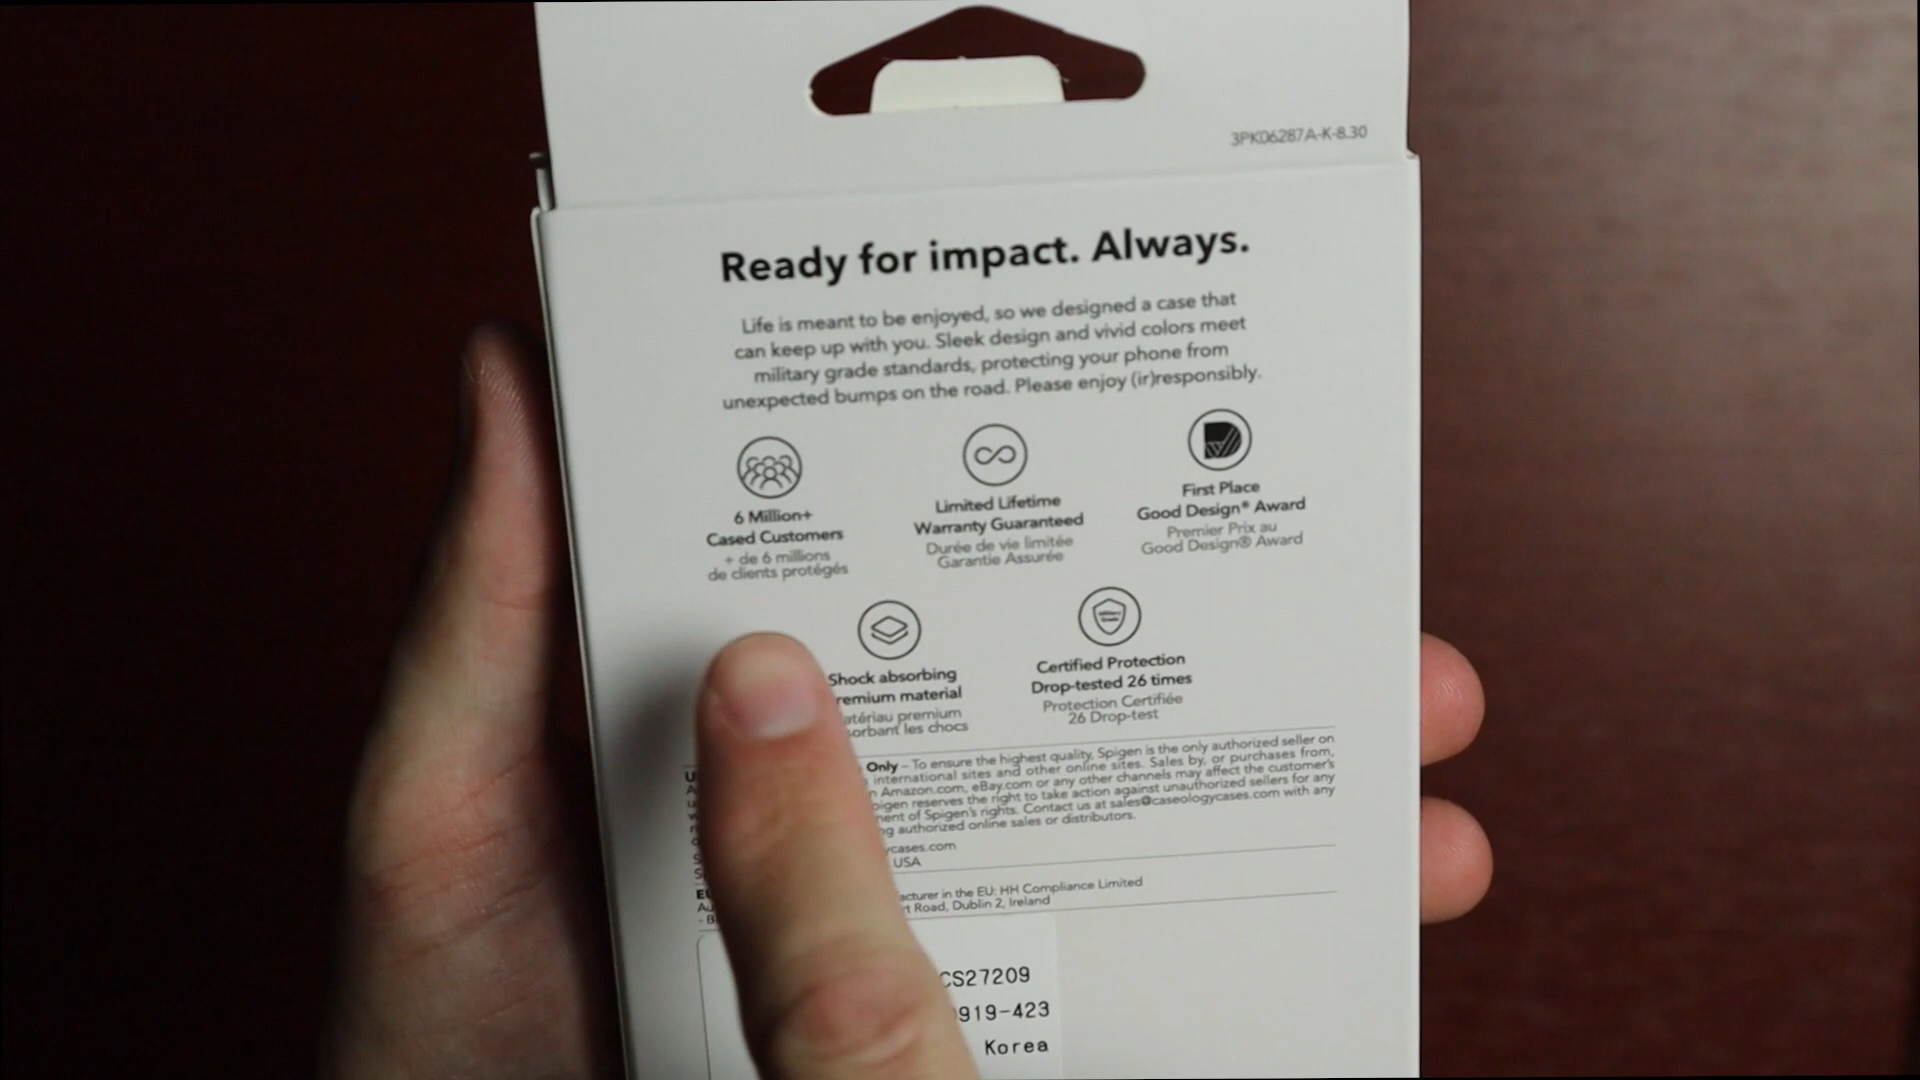 3PKD6287A-K-8.30
Ready for impact. Always.
Life is meant to be enjoyed, so we designed a case that
can keep up with you. Sleek design and vivid colors meet
military grade standards, protecting your phone from
unexpected bumps on the road. Please enjoy (ir)responsibly.
6 Million+
Cased Customers
+ de 6 millions
de clients protégés
Limited Lifetime
Warranty Guaranteed
Durée de vie limitée
Garantie Assurée
First Place
Good Design® Award
Premier Prix au
Good Design® Award
Shock absorbing
remium material
atériau premium
sorbant les chocs
Certified Protection
Drop-tested 26 times
Protection Certifiée
26 Drop-test
Only – To ensure the highest quality, Spigen is the only authorized seller on
international sites and other online sites. Sales by, or purchases from,
n Amazon.com, eBay.com or any other channels may affect the customer's
pigen reserves the right to take action against unauthorized sellers for any
ment of Spigen's rights. Contact us at sales@caseologycases.com with any
ng authorized online sales or distributors.
ycases.com
USA
acturer in the EU: HH Compliance Limited
t Road, Dublin 2, Ireland
CS27209
919-423
Korea